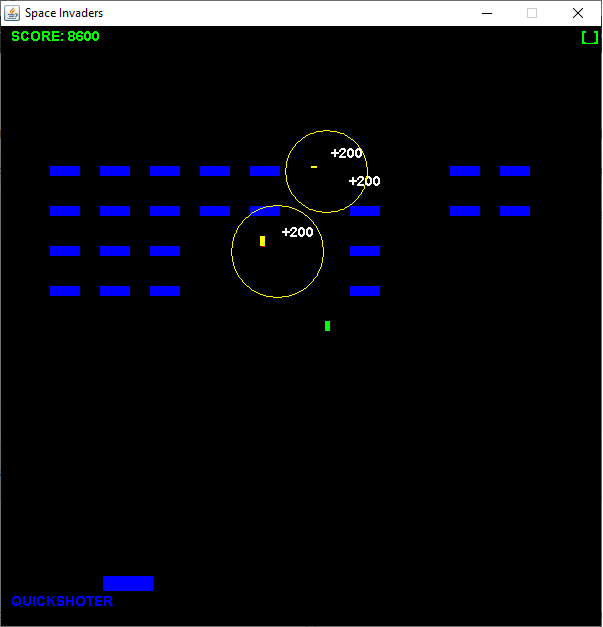 Space Invaders
SCORE: 8600
[ ]
+200
+200
+200
QUICKSHOTER